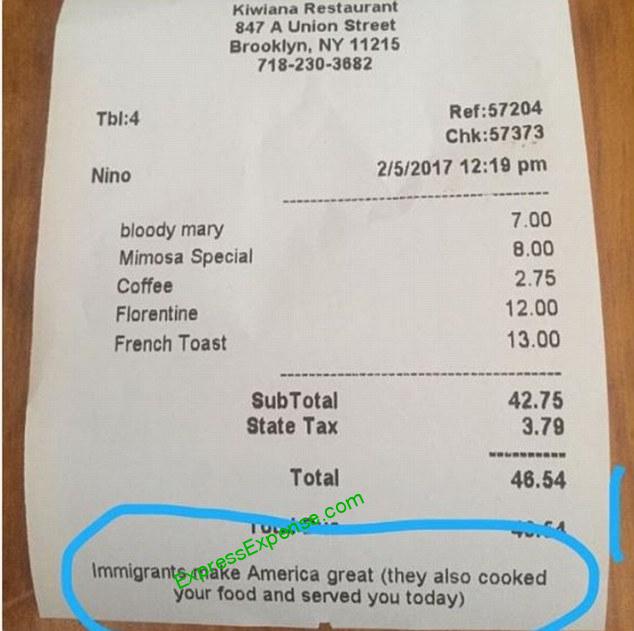 Kiwiana Restaurant
847 A Union Street
Brooklyn, NY 11215
718-230-3682
Tbl:4 Ref:57204
Chk:57373
Nino 2/5/2017 12:19 pm
bloody mary 7.00
Mimosa Special 8.00
Coffee 2.75
Florentine 12.00
French Toast 13.00
SubTotal 42.75
State Tax 3.79
Total 46.54
ExpressExpense.com
Immigrants make America great (they also cooked
your food and served you today)